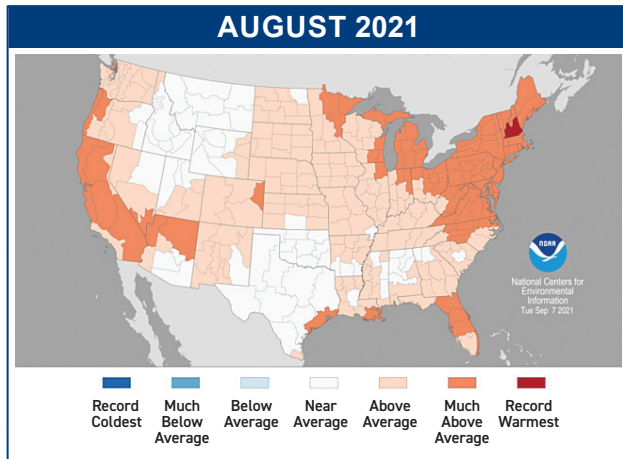 AUGUST 2021
NOAA
National Centers for
Environmental
Information
Tue Sep 7 2021
Record
Coldest
Much
Below
Average
Below
Average
Near
Average
Above
Average
Much
Above
Average
Record
Warmest